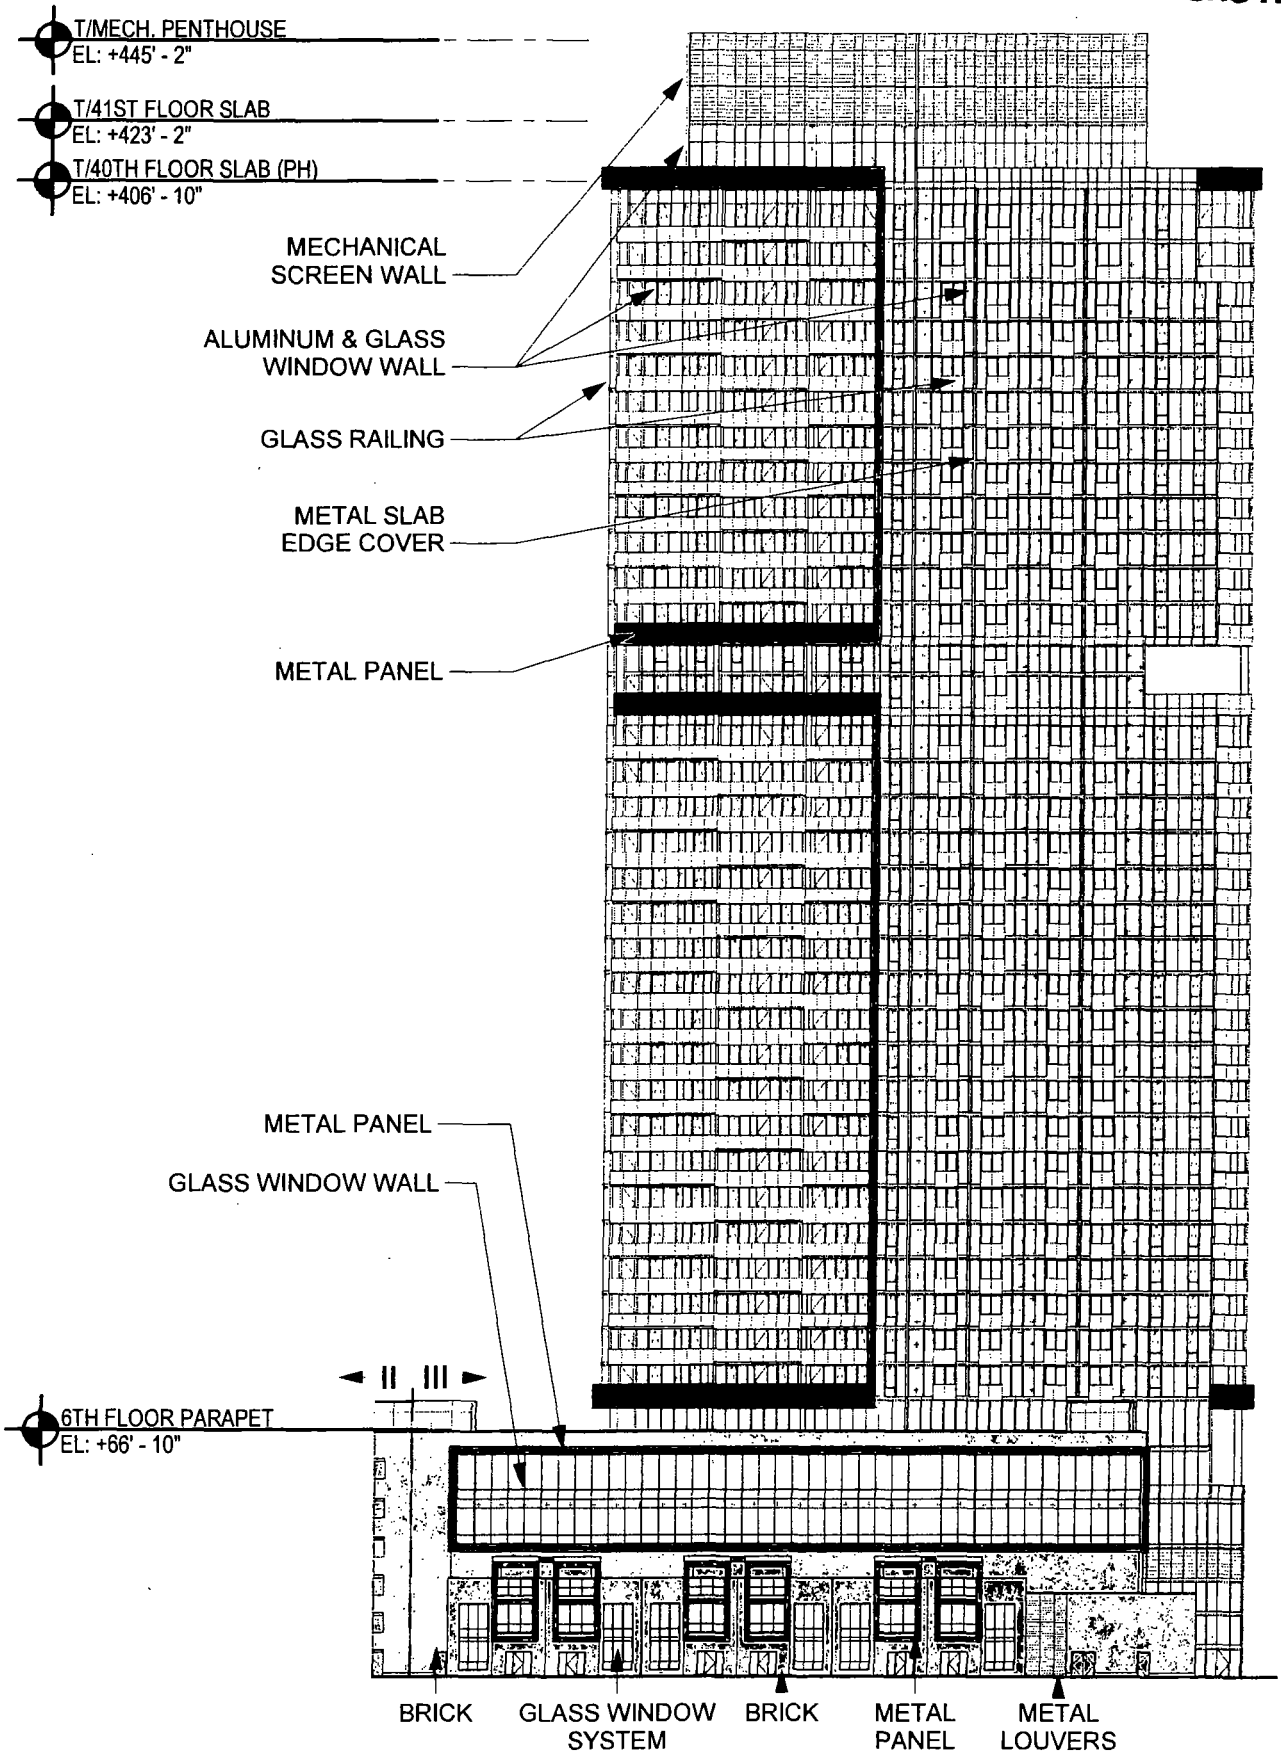 T/MECH. PENTHOUSE
EL: +445' - 2"
T/41ST FLOOR SLAB
EL: +423' - 2"
T/40TH FLOOR SLAB (PH)
EL: +406' - 10"
MECHANICAL
SCREEN WALL
ALUMINUM & GLASS
WINDOW WALL
GLASS RAILING
METAL SLAB
EDGE COVER
METAL PANEL
METAL PANEL
GLASS WINDOW WALL
II III
6TH FLOOR PARAPET
EL: +66' - 10"
BRICK
GLASS WINDOW
SYSTEM
BRICK
METAL
PANEL
METAL
LOUVERS